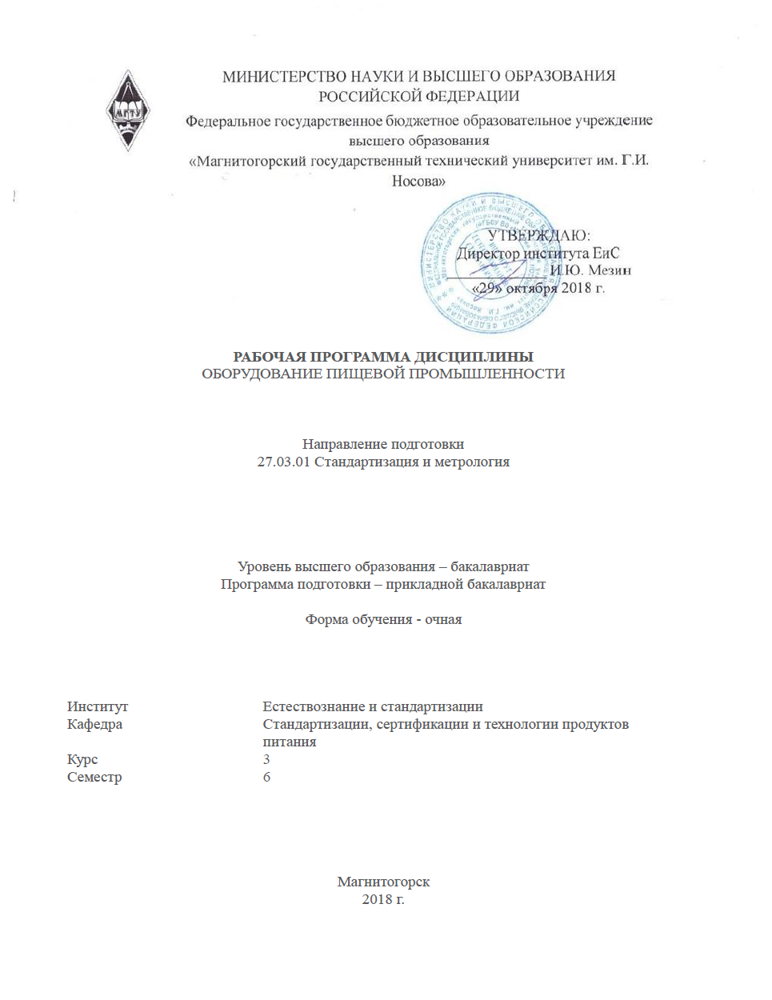 МИНИСТЕРСТВО НАУКИ И ВЫСШЕГО ОБРАЗОВАНИЯ
РОССИЙСКОЙ ФЕДЕРАЦИИ
Федеральное государственное бюджетное образовательное учреждение
высшего образования
«Магнитогорский государственный технический университет им. Г.И.
Носова»
МГТУ
УТВЕРЖДАЮ:
Директор института ЕиС
И.Ю. Мезин
«29» октября 2018 г.
РАБОЧАЯ ПРОГРАММА ДИСЦИПЛИНЫ
ОБОРУДОВАНИЕ ПИЩЕВОЙ ПРОМЫШЛЕННОСТИ
Направление подготовки
27.03.01 Стандартизация и метрология
Уровень высшего образования – бакалавриат
Программа подготовки – прикладной бакалавриат
Форма обучения - очная
Институт Естествознание и стандартизации
Кафедра Стандартизации, сертификации и технологии продуктов
питания
Курс 3
Семестр 6
Магнитогорск
2018 г.